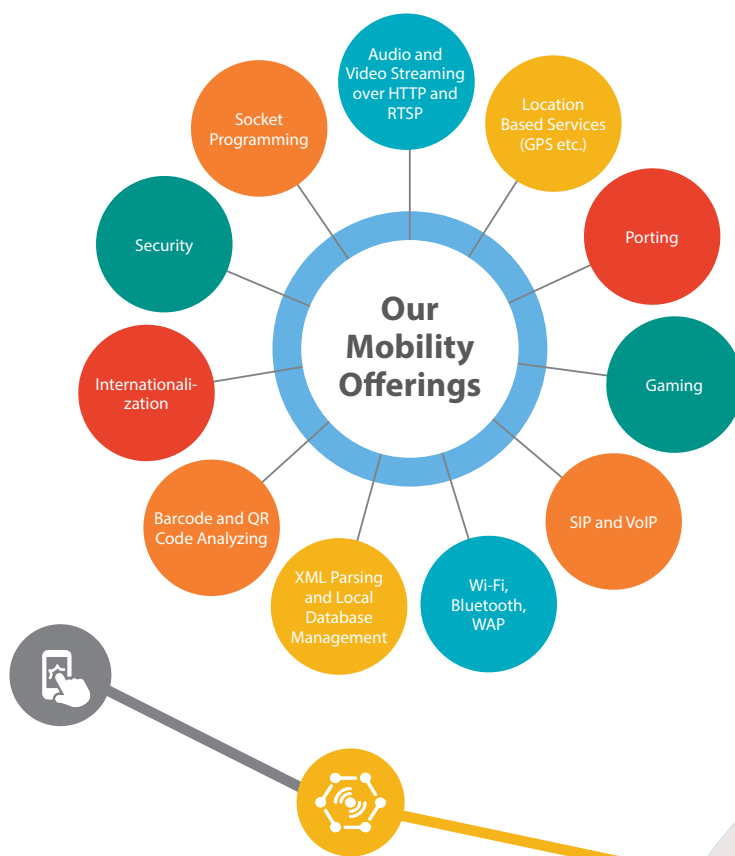 Our
Mobility
Offerings
Audio and
Video Streaming
over HTTP and
RTSP
Location
Based Services
(GPS etc.)
Porting
Gaming
SIP and VoIP
Wi-Fi,
Bluetooth,
WAP
XML Parsing
and Local
Database
Management
Barcode and QR
Code Analyzing
Internationali-
zation
Security
Socket
Programming